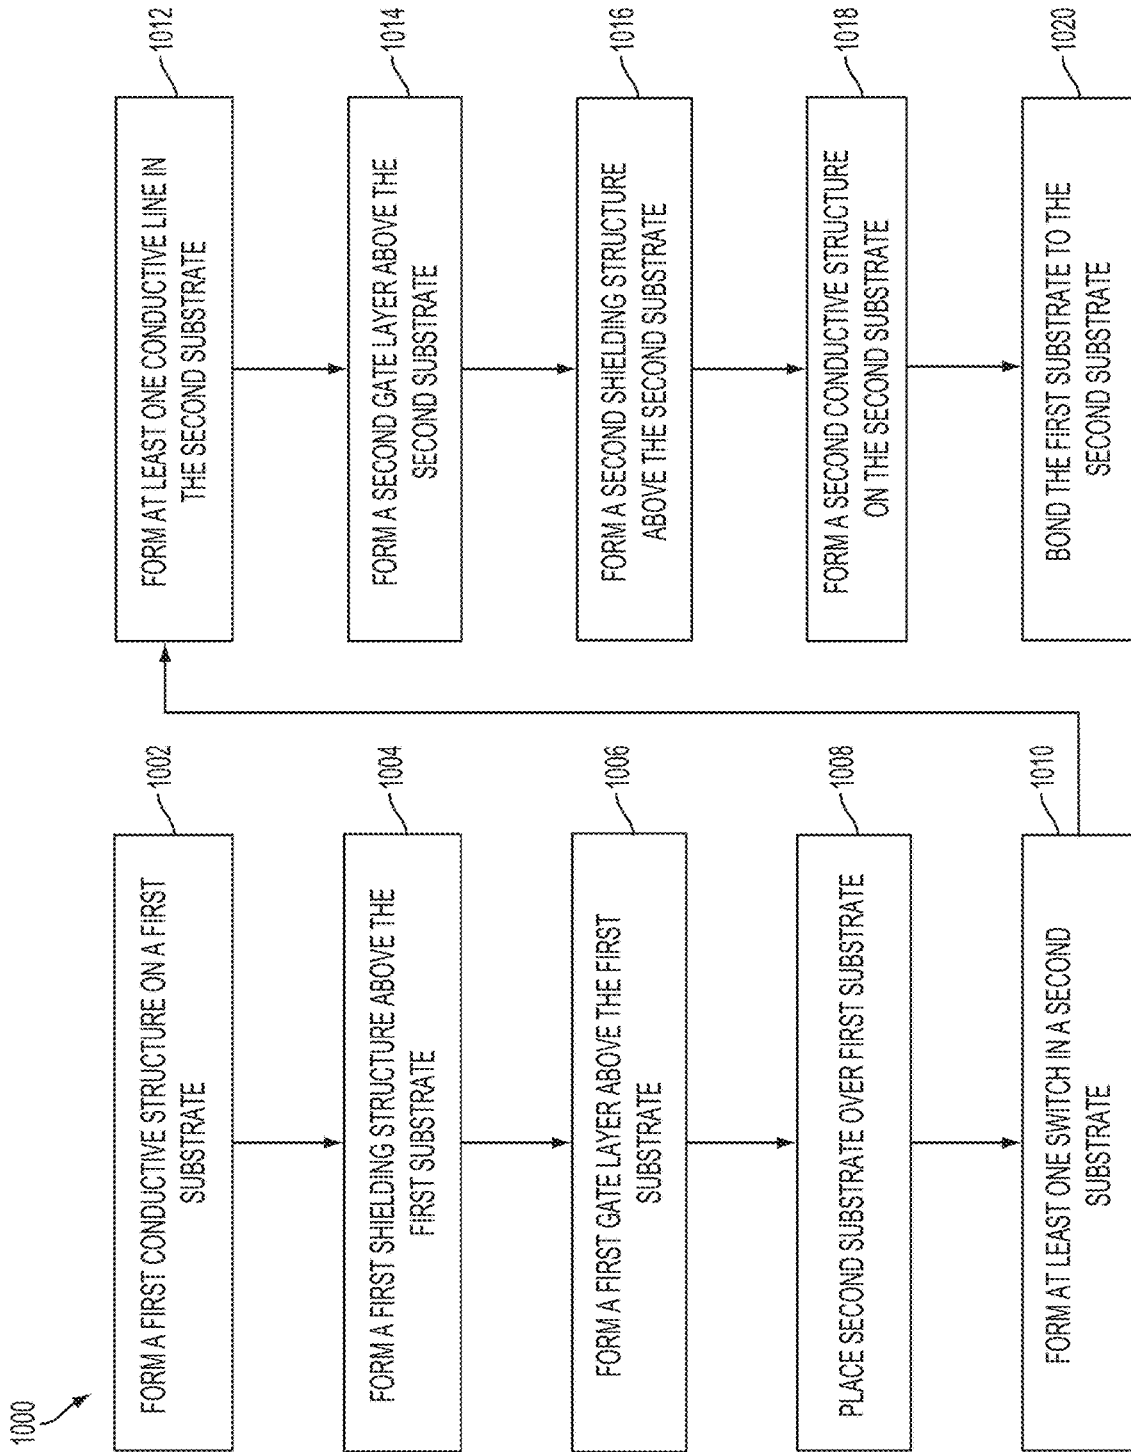 1000
FORM A FIRST CONDUCTIVE STRUCTURE ON A FIRST
SUBSTRATE
1002
FORM A FIRST SHIELDING STRUCTURE ABOVE THE
FIRST SUBSTRATE
1004
FORM A FIRST GATE LAYER ABOVE THE FIRST
SUBSTRATE
1006
PLACE SECOND SUBSTRATE OVER FIRST SUBSTRATE
1008
FORM AT LEAST ONE SWITCH IN A SECOND
SUBSTRATE
1010
FORM AT LEAST ONE CONDUCTIVE LINE IN
THE SECOND SUBSTRATE
1012
FORM A SECOND GATE LAYER ABOVE THE
SECOND SUBSTRATE
1014
FORM A SECOND SHIELDING STRUCTURE
ABOVE THE SECOND SUBSTRATE
1016
FORM A SECOND CONDUCTIVE STRUCTURE
ON THE SECOND SUBSTRATE
1018
BOND THE FIRST SUBSTRATE TO THE
SECOND SUBSTRATE
1020